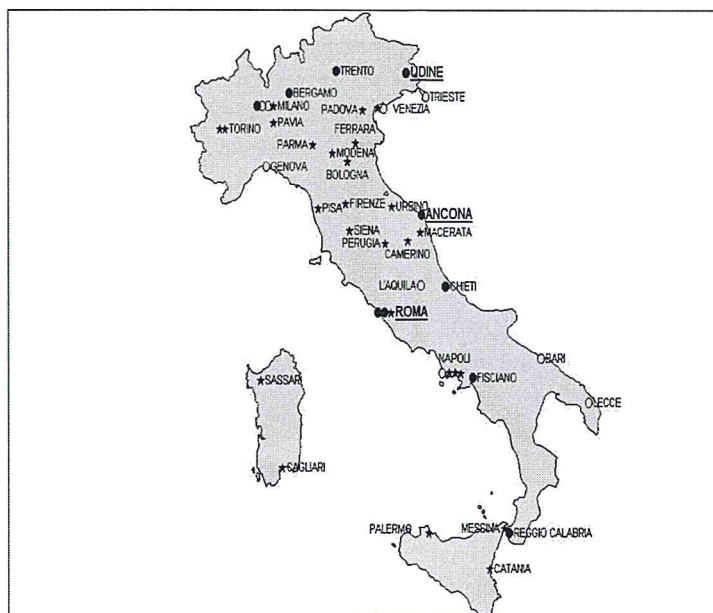 TRENTO
UDINE
BERGAMO
TRIESTE
MILANO
PADOVA
VENEZIA
PAVIA
TORINO
FERRARA
PARMA
MODENA
GENOVA
BOLOGNA
FIRENZE
URBINO
PISA
ANCONA
SIENA
MACERATA
PERUGIA
CAMERINO
L'AQUILA
CHIETI
ROMA
NAPOLI
BARI
FISCIANO
SASSARI
LECCE
CAGLIARI
PALERMO
MESSINA
REGGIO CALABRIA
CATANIA